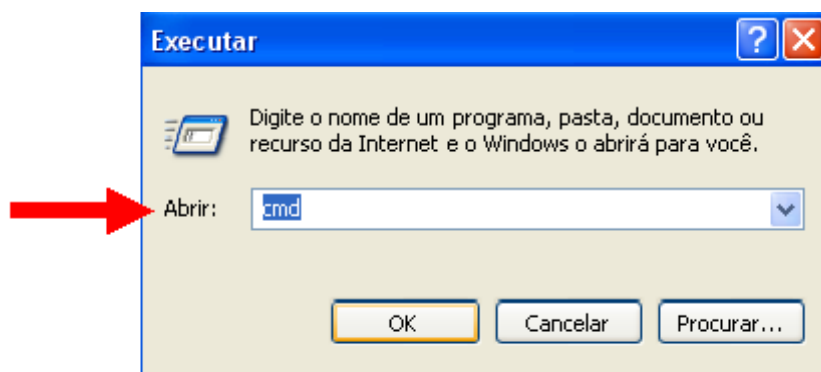 Executar
Digite o nome de um programa, pasta, documento ou
recurso da Internet e o Windows o abrirá para você.
Abrir: cmd
OK Cancelar Procurar...